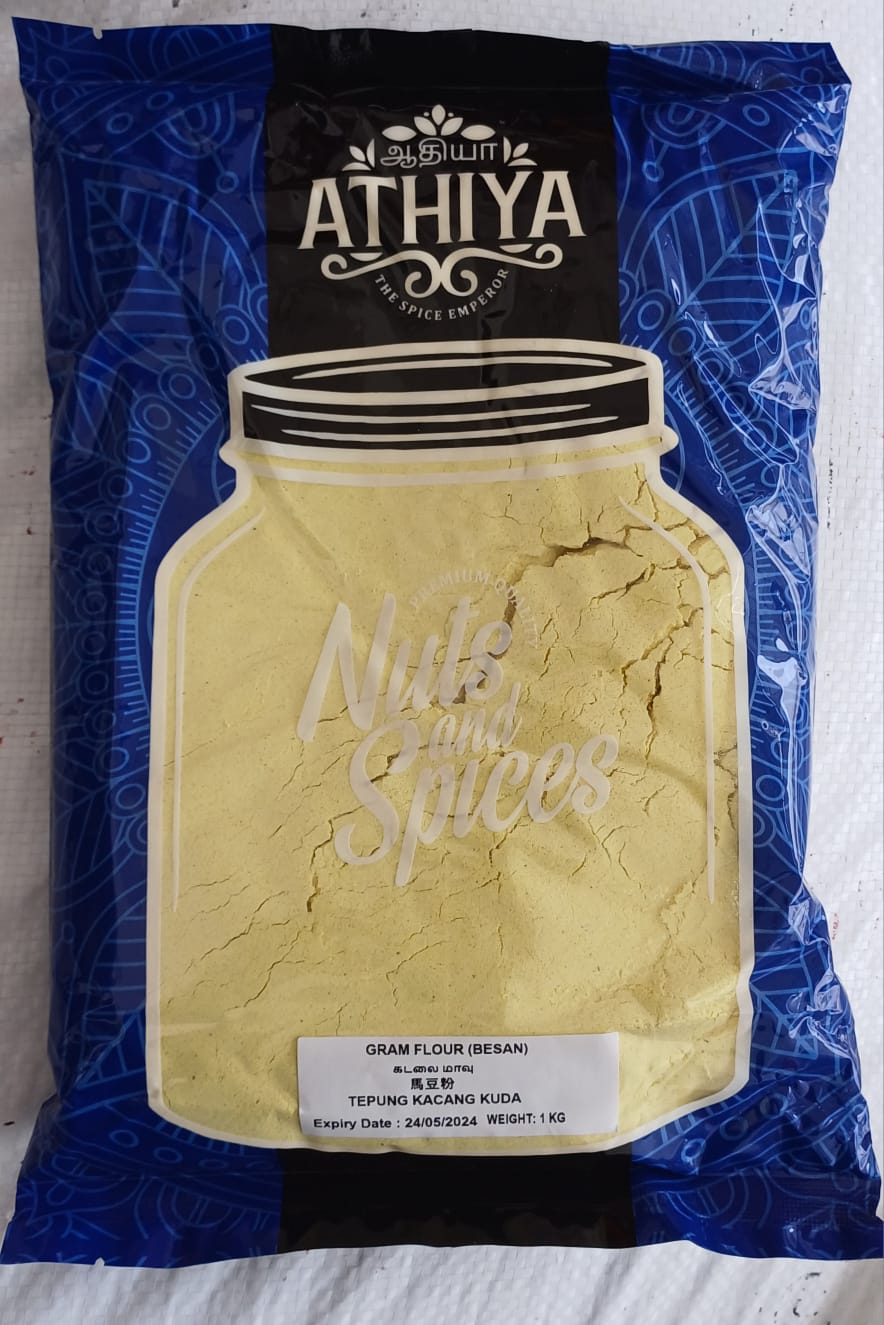 ஆதியா
ATHIYA
THE SPICE EMPEROR
PREMIUM QUALITY
Nuts
and
Spices
GRAM FLOUR (BESAN)
கடலை மாவு
馬豆粉
TEPUNG KACANG KUDA
Expiry Date : 24/05/2024 WEIGHT: 1 KG